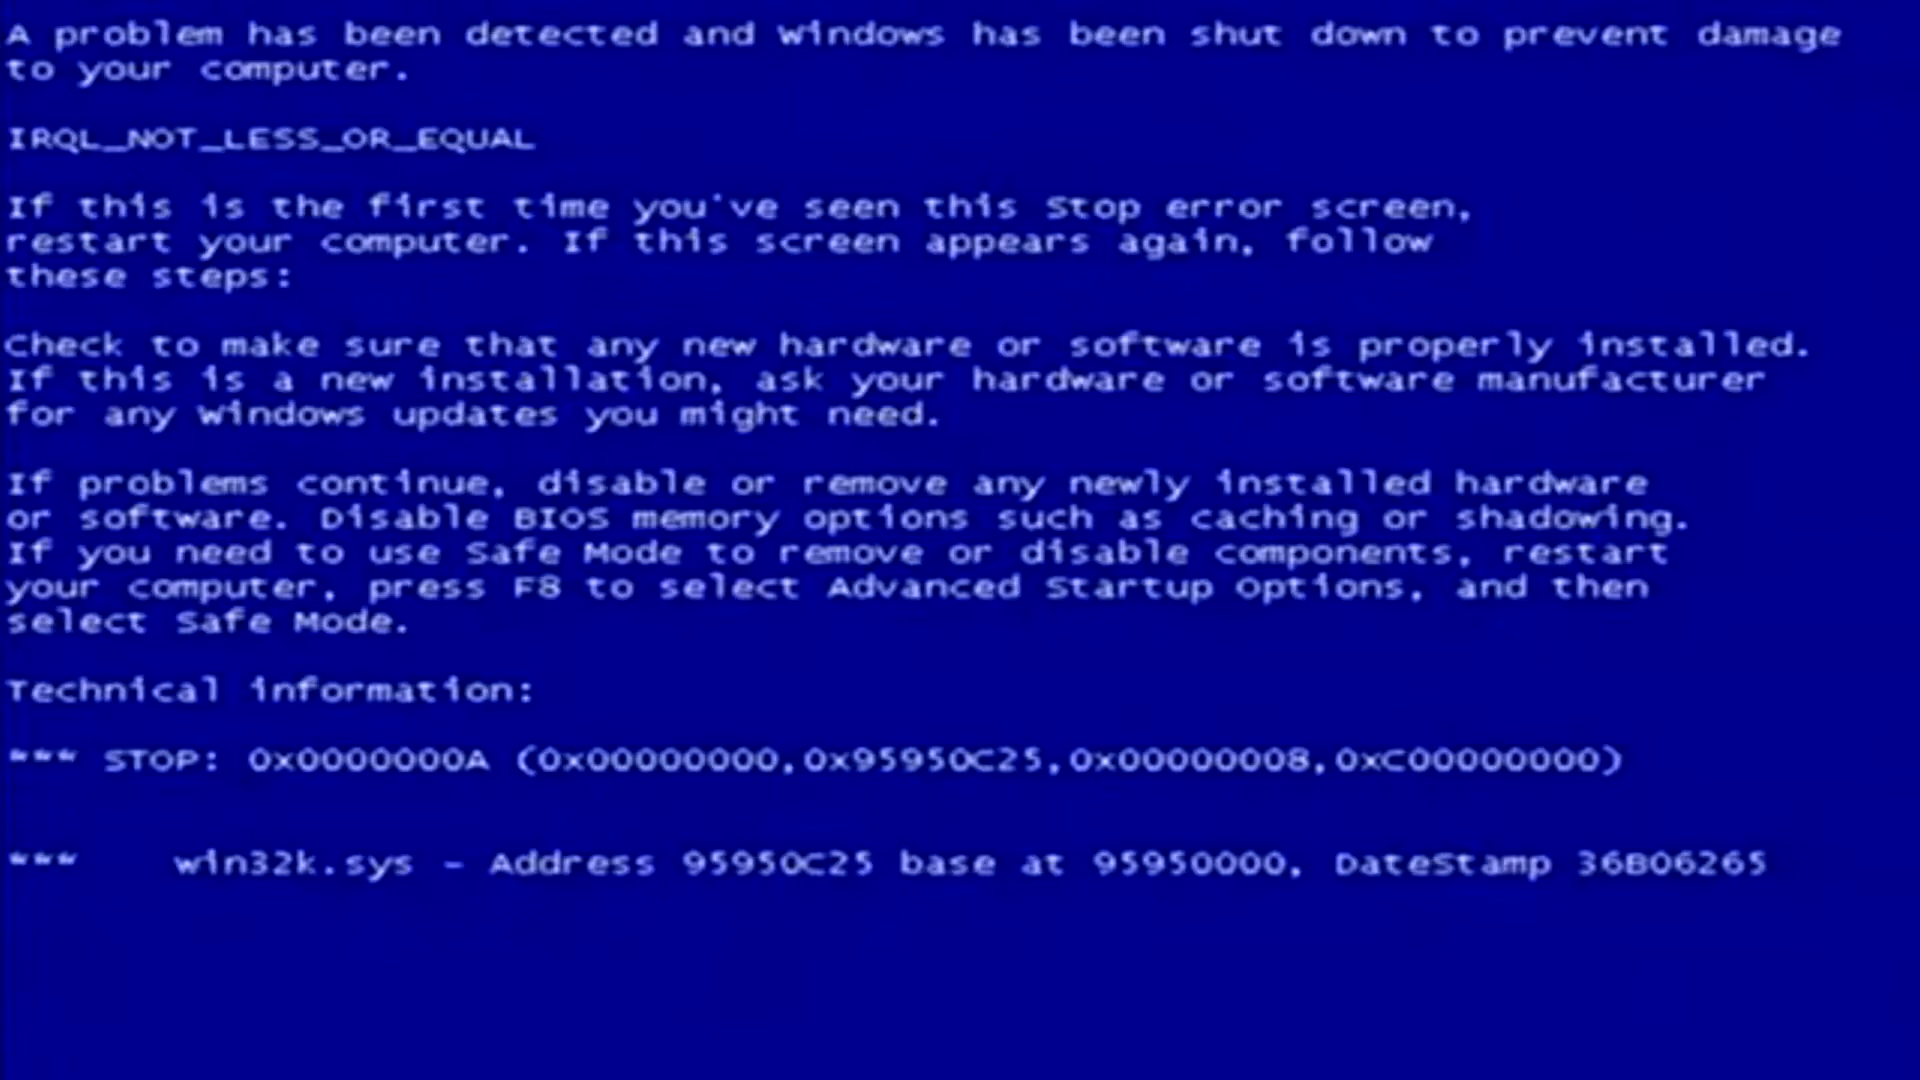 A problem has been detected and Windows has been shut down to prevent damage
to your computer.
IRQL_NOT_LESS_OR_EQUAL
If this is the first time you've seen this Stop error screen,
restart your computer. If this screen appears again, follow
these steps:
Check to make sure that any new hardware or software is properly installed.
If this is a new installation, ask your hardware or software manufacturer
for any Windows updates you might need.
If problems continue, disable or remove any newly installed hardware
or software. Disable BIOS memory options such as caching or shadowing.
If you need to use Safe Mode to remove or disable components, restart
your computer, press F8 to select Advanced Startup Options, and then
select Safe Mode.
Technical information:
*** STOP: 0x0000000A (0x00000000,0x95950C25,0x00000008,0xC00000000)
*** win32k.sys - Address 95950C25 base at 95950000, DateStamp 36B06265